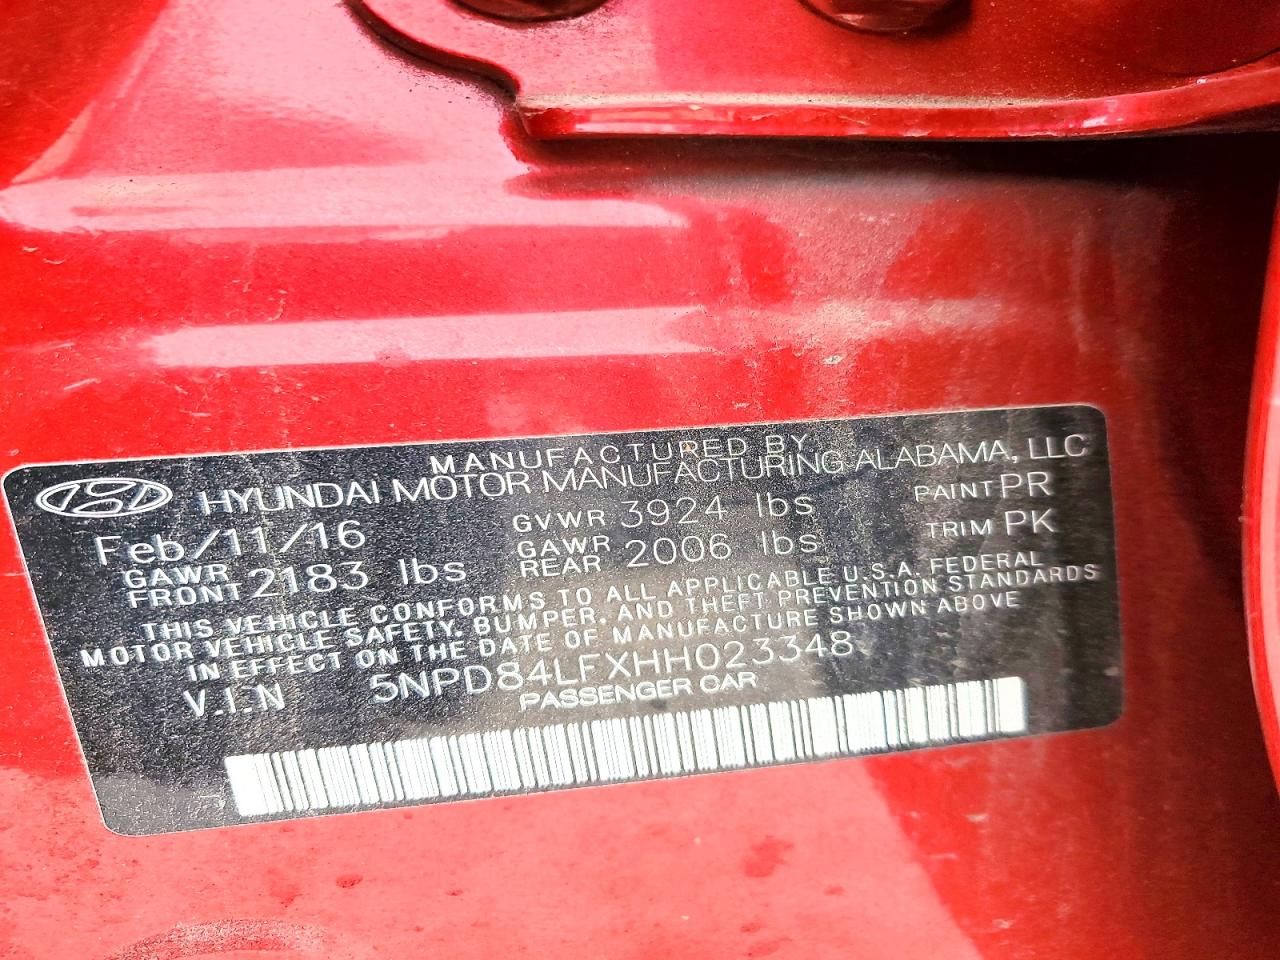 MANUFACTURED BY
HYUNDAI MOTOR MANUFACTURING ALABAMA, LLC
Feb/11/16 GVWR 3924 lbs PAINT PR
GAWR FRONT 2183 lbs GAWR REAR 2006 lbs TRIM PK
THIS VEHICLE CONFORMS TO ALL APPLICABLE U.S.A. FEDERAL
MOTOR VEHICLE SAFETY, BUMPER, AND THEFT PREVENTION STANDARDS
IN EFFECT ON THE DATE OF MANUFACTURE SHOWN ABOVE
V.I.N 5NPD84LFXHH023348
PASSENGER CAR